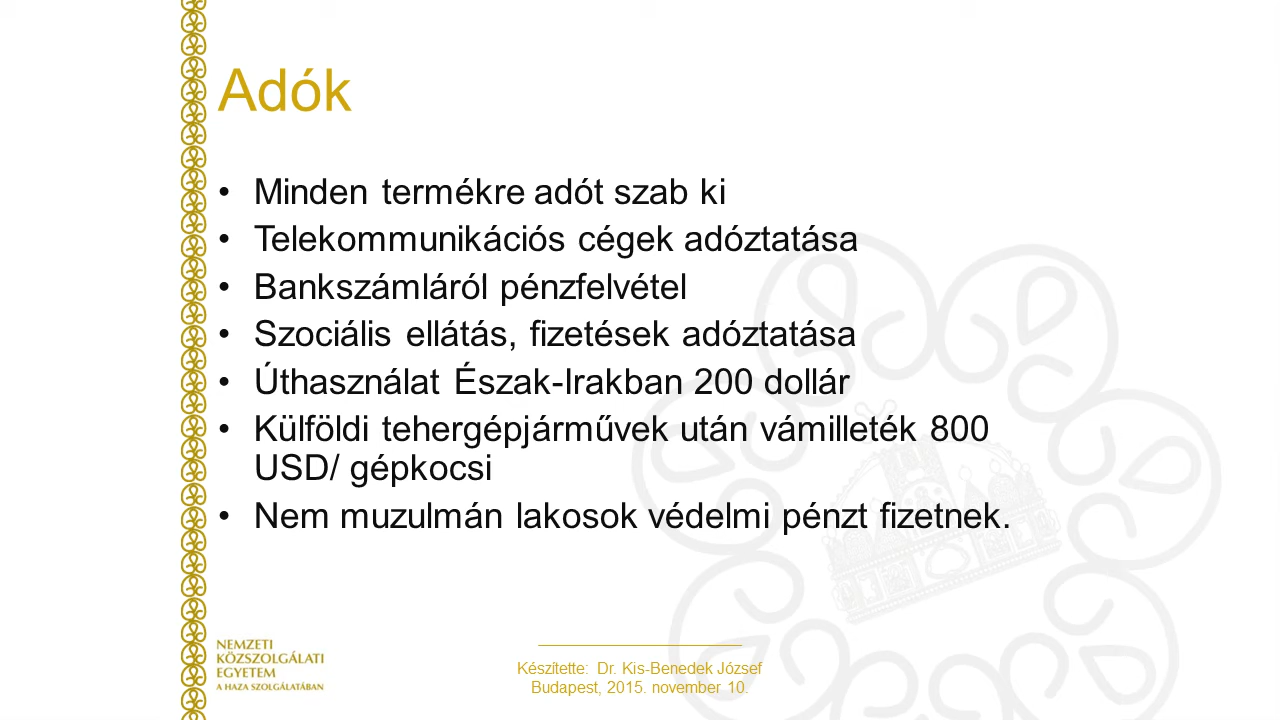 Adók
• Minden termékre adót szab ki
• Telekommunikációs cégek adóztatása
• Bankszámláról pénzfelvétel
• Szociális ellátás, fizetések adóztatása
• Úthasználat Észak-Irakban 200 dollár
• Külföldi tehergépjárművek után vámilleték 800
USD/ gépkocsi
• Nem muzulmán lakosok védelmi pénzt fizetnek.
NEMZETI
KÖZSZOLGÁLATI
EGYETEM
A HAZA SZOLGÁLATÁBAN
Készítette: Dr. Kis-Benedek József
Budapest, 2015. november 10.